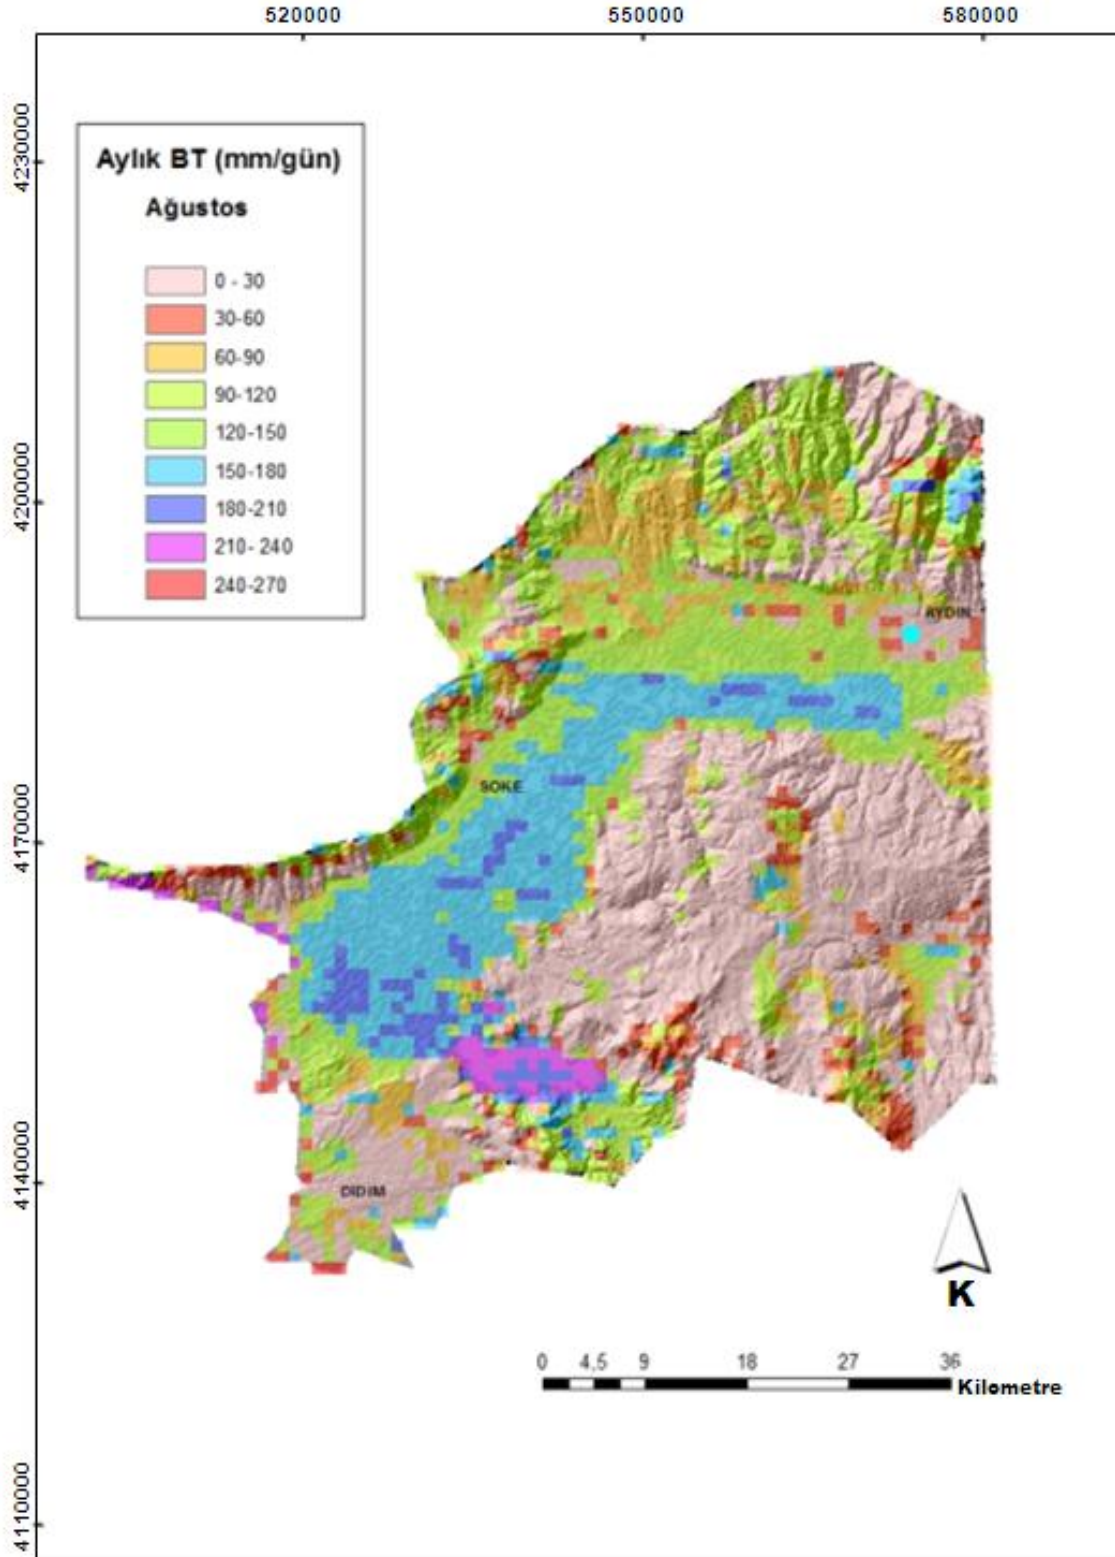 520000 550000 580000
4230000
4200000
4170000
4140000
4110000
Aylık BT (mm/gün)
Ağustos
0 - 30
30-60
60-90
90-120
120-150
150-180
180-210
210- 240
240-270
AYDIN
SOKE
DIDIM
K
0 4,5 9 18 27 36
Kilometre